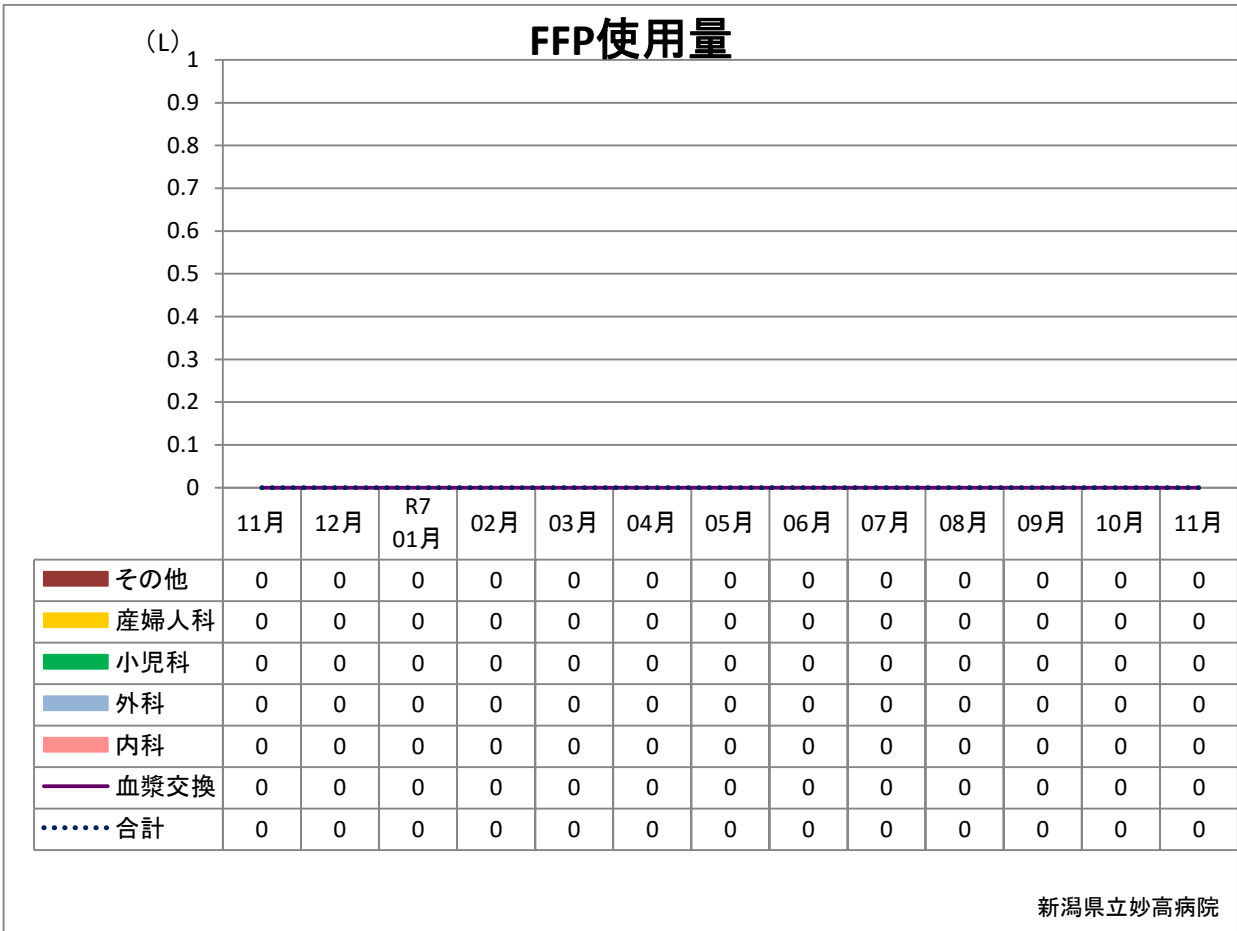 FFP使用量
（L）
1
0.9
0.8
0.7
0.6
0.5
0.4
0.3
0.2
0.1
0
11月 12月 R7 01月 02月 03月 04月 05月 06月 07月 08月 09月 10月 11月
その他 0 0 0 0 0 0 0 0 0 0 0 0 0
産婦人科 0 0 0 0 0 0 0 0 0 0 0 0 0
小児科 0 0 0 0 0 0 0 0 0 0 0 0 0
外科 0 0 0 0 0 0 0 0 0 0 0 0 0
内科 0 0 0 0 0 0 0 0 0 0 0 0 0
血漿交換 0 0 0 0 0 0 0 0 0 0 0 0 0
合計 0 0 0 0 0 0 0 0 0 0 0 0 0
新潟県立妙高病院